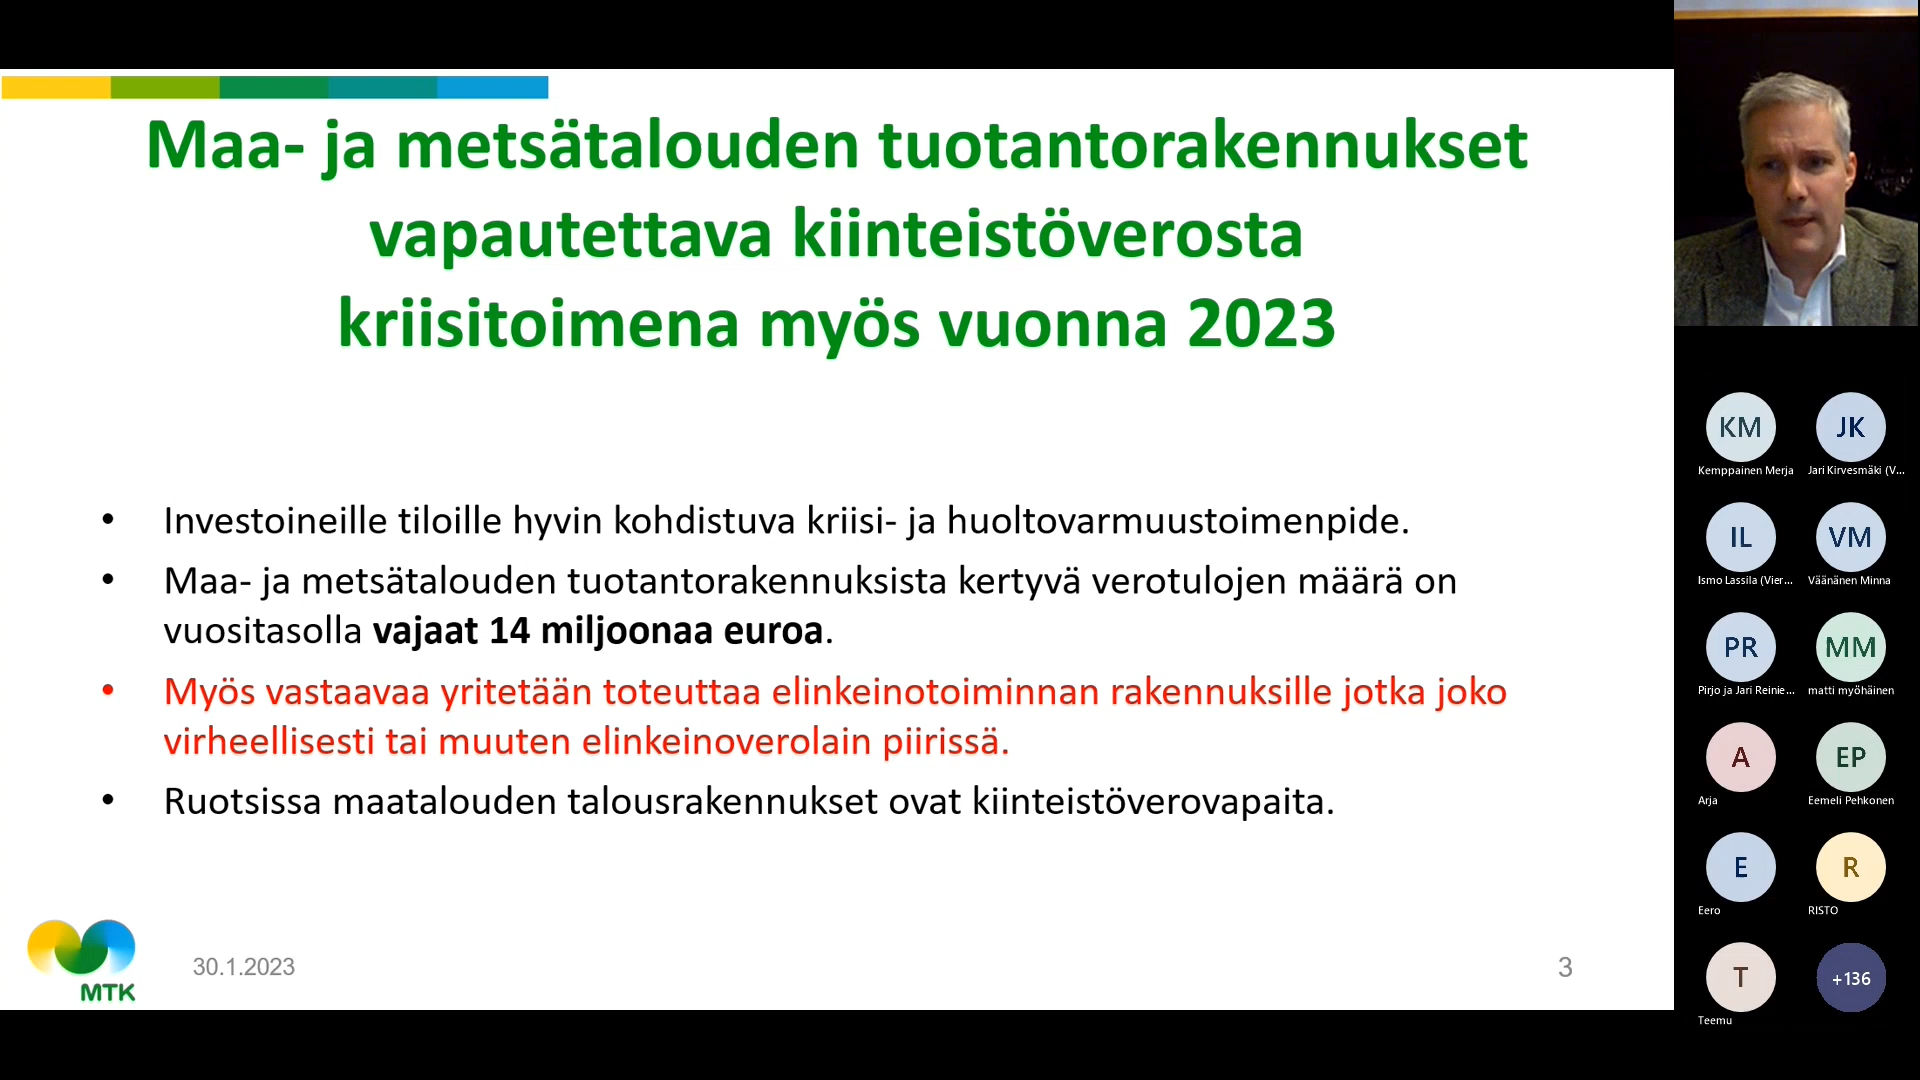 Maa- ja metsätalouden tuotantorakennukset
vapautettava kiinteistöverosta
kriisitoimena myös vuonna 2023
• Investoineille tiloille hyvin kohdistuva kriisi- ja huoltovarmuustoimenpide.
• Maa- ja metsätalouden tuotantorakennuksista kertyvä verotulojen määrä on
vuositasolla vajaat 14 miljoonaa euroa.
• Myös vastaavaa yritetään toteuttaa elinkeinotoiminnan rakennuksille jotka joko
virheellisesti tai muuten elinkeinoverolain piirissä.
• Ruotsissa maatalouden talousrakennukset ovat kiinteistöverovapaita.
MTK
30.1.2023
3
KM
Kemppainen Merja
JK
Jari Kirvesmäki (V...
IL
Ismo Lassila (Vier...
VM
Väänänen Minna
PR
Pirjo ja Jari Reinie...
MM
matti myöhäinen
A
Arja
EP
Eemeli Pehkonen
E
Eero
R
RISTO
T
Teemu
+136